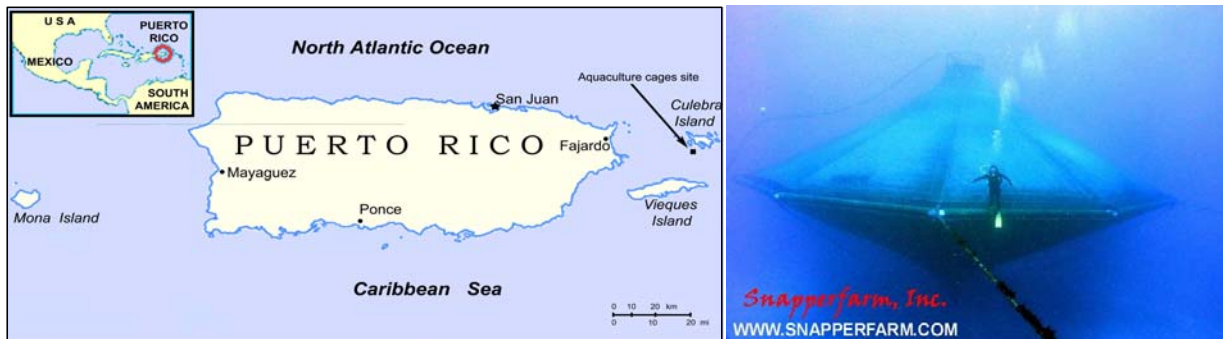 U S A
PUERTO
RICO
MEXICO
SOUTH
AMERICA
North Atlantic Ocean
Aquaculture cages site
San Juan
Culebra
Island
PUERTO RICO
Fajardo
Mayaguez
Mona Island
Ponce
Vieques
Island
Caribbean Sea
0 10 20 km
0 10 20 mi
Snapperfarm, Inc.
WWW.SNAPPERFARM.COM